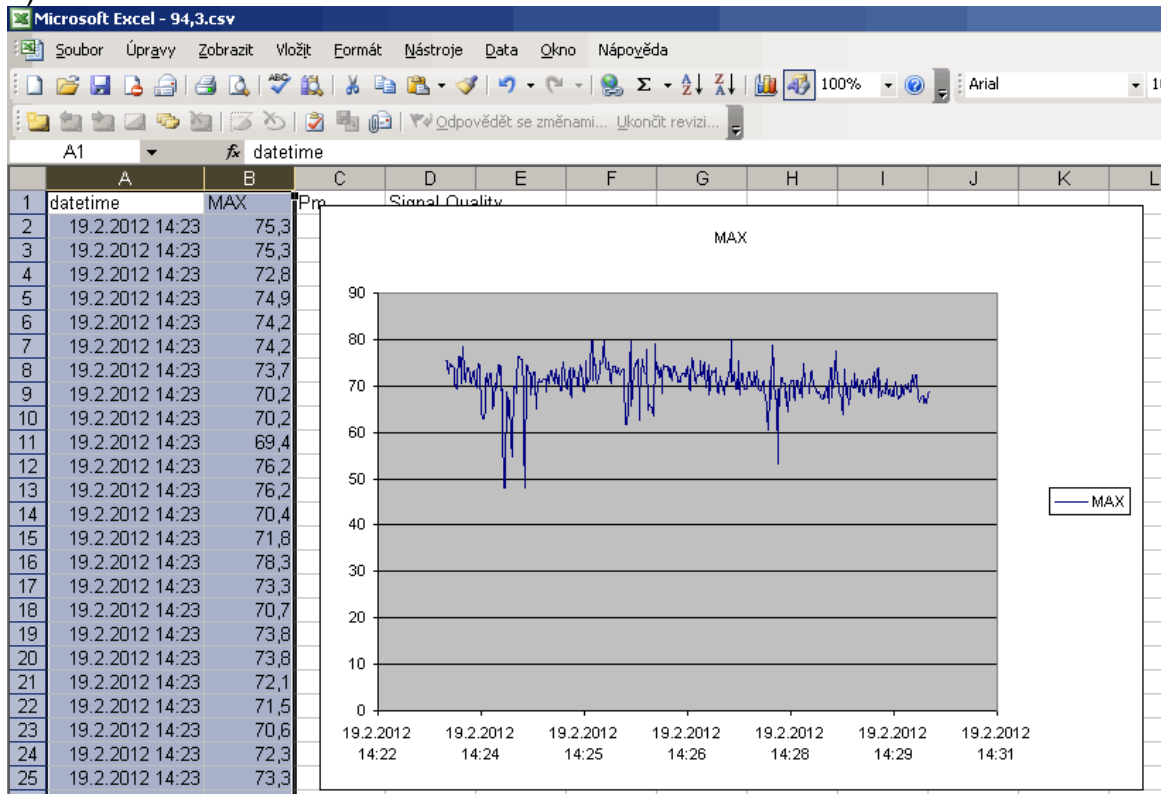 Microsoft Excel - 94,3.csv
Soubor Úpravy Zobrazit Vložit Formát Nástroje Data Okno Nápověda
100% Arial
Odpovědět se změnami... Ukončit revizi...
A1 fx datetime
A B C D E F G H I J K L
1 datetime MAX Pm Signal Quality
2 19.2.2012 14:23 75,3
3 19.2.2012 14:23 75,3
4 19.2.2012 14:23 72,8
5 19.2.2012 14:23 74,9
6 19.2.2012 14:23 74,2
7 19.2.2012 14:23 74,2
8 19.2.2012 14:23 73,7
9 19.2.2012 14:23 70,2
10 19.2.2012 14:23 70,2
11 19.2.2012 14:23 69,4
12 19.2.2012 14:23 76,2
13 19.2.2012 14:23 76,2
14 19.2.2012 14:23 70,4
15 19.2.2012 14:23 71,8
16 19.2.2012 14:23 78,3
17 19.2.2012 14:23 73,3
18 19.2.2012 14:23 70,7
19 19.2.2012 14:23 73,8
20 19.2.2012 14:23 73,8
21 19.2.2012 14:23 72,1
22 19.2.2012 14:23 71,5
23 19.2.2012 14:23 70,6
24 19.2.2012 14:23 72,3
25 19.2.2012 14:23 73,3
MAX
90
80
70
60
50
40
30
20
10
0
19.2.2012 19.2.2012 19.2.2012 19.2.2012 19.2.2012 19.2.2012 19.2.2012
14:22 14:24 14:25 14:26 14:28 14:29 14:31
MAX